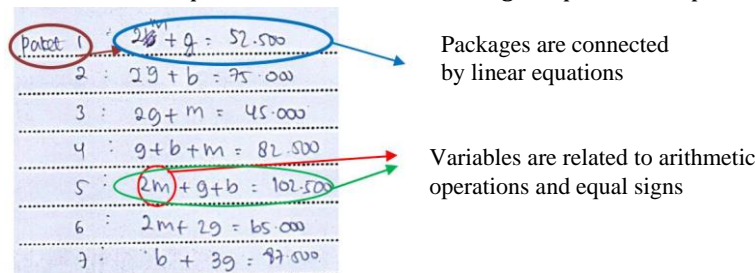 Paket 1 : 2m + g = 52.500
2 : 2g + b = 75.000
3 : 2g + m = 45.000
4 : g + b + m = 82.500
5 : 2m + g + b = 102.500
6 : 2m + 2g = 65.000
7 : b + 3g = 87.500
Packages are connected
by linear equations
Variables are related to arithmetic
operations and equal signs